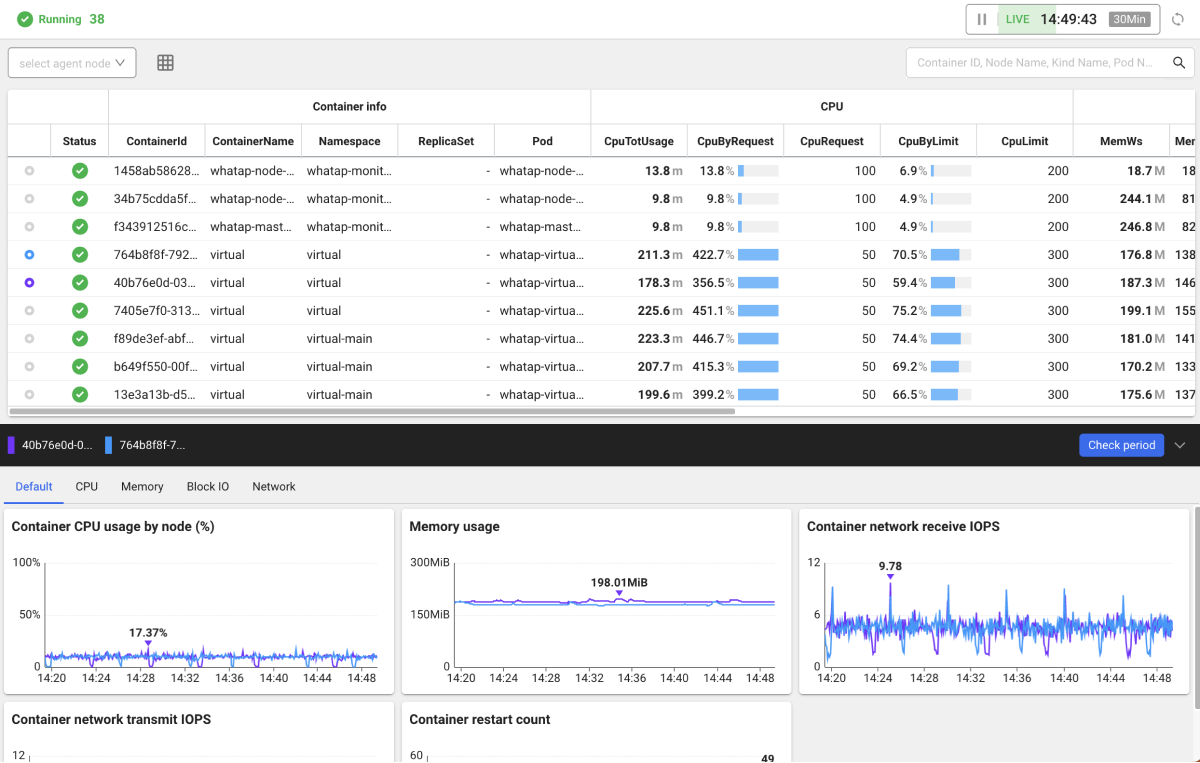 Running 38
LIVE 14:49:43 30Min
select agent node
Container ID, Node Name, Kind Name, Pod N...
Container info CPU
Status ContainerId ContainerName Namespace ReplicaSet Pod CpuTotUsage CpuByRequest CpuRequest CpuByLimit CpuLimit MemWs Mer
1458ab58628... whatap-node-... whatap-monit... - whatap-node-... 13.8 m 13.8% 100 6.9% 200 18.7 M 18
34b75cdda5f... whatap-node-... whatap-monit... - whatap-node-... 9.8 m 9.8% 100 4.9% 200 244.1 M 81
f343912516c... whatap-mast... whatap-monit... - whatap-mast... 9.8 m 9.8% 100 4.9% 200 246.8 M 82
764b8f8f-792... virtual virtual - whatap-virtua... 211.3 m 422.7% 50 70.5% 300 176.8 M 138
40b76e0d-03... virtual virtual - whatap-virtua... 178.3 m 356.5% 50 59.4% 300 187.3 M 146
7405e7f0-313... virtual virtual - whatap-virtua... 225.6 m 451.1% 50 75.2% 300 199.1 M 155
f89de3ef-abf... virtual virtual-main - whatap-virtua... 223.3 m 446.7% 50 74.4% 300 181.0 M 141
b649f550-00f... virtual virtual-main - whatap-virtua... 207.7 m 415.3% 50 69.2% 300 170.2 M 133
13e3a13b-d5... virtual virtual-main - whatap-virtua... 199.6 m 399.2% 50 66.5% 300 175.6 M 137
40b76e0d-0... 764b8f8f-7... Check period
Default CPU Memory Block IO Network
Container CPU usage by node (%)
100%
50%
17.37%
0
14:20 14:24 14:28 14:32 14:36 14:40 14:44 14:48
Memory usage
300MiB
198.01MiB
150MiB
0
14:20 14:24 14:28 14:32 14:36 14:40 14:44 14:48
Container network receive IOPS
12
9.78
6
0
14:20 14:24 14:28 14:32 14:36 14:40 14:44 14:48
Container network transmit IOPS
12
Container restart count
60
49